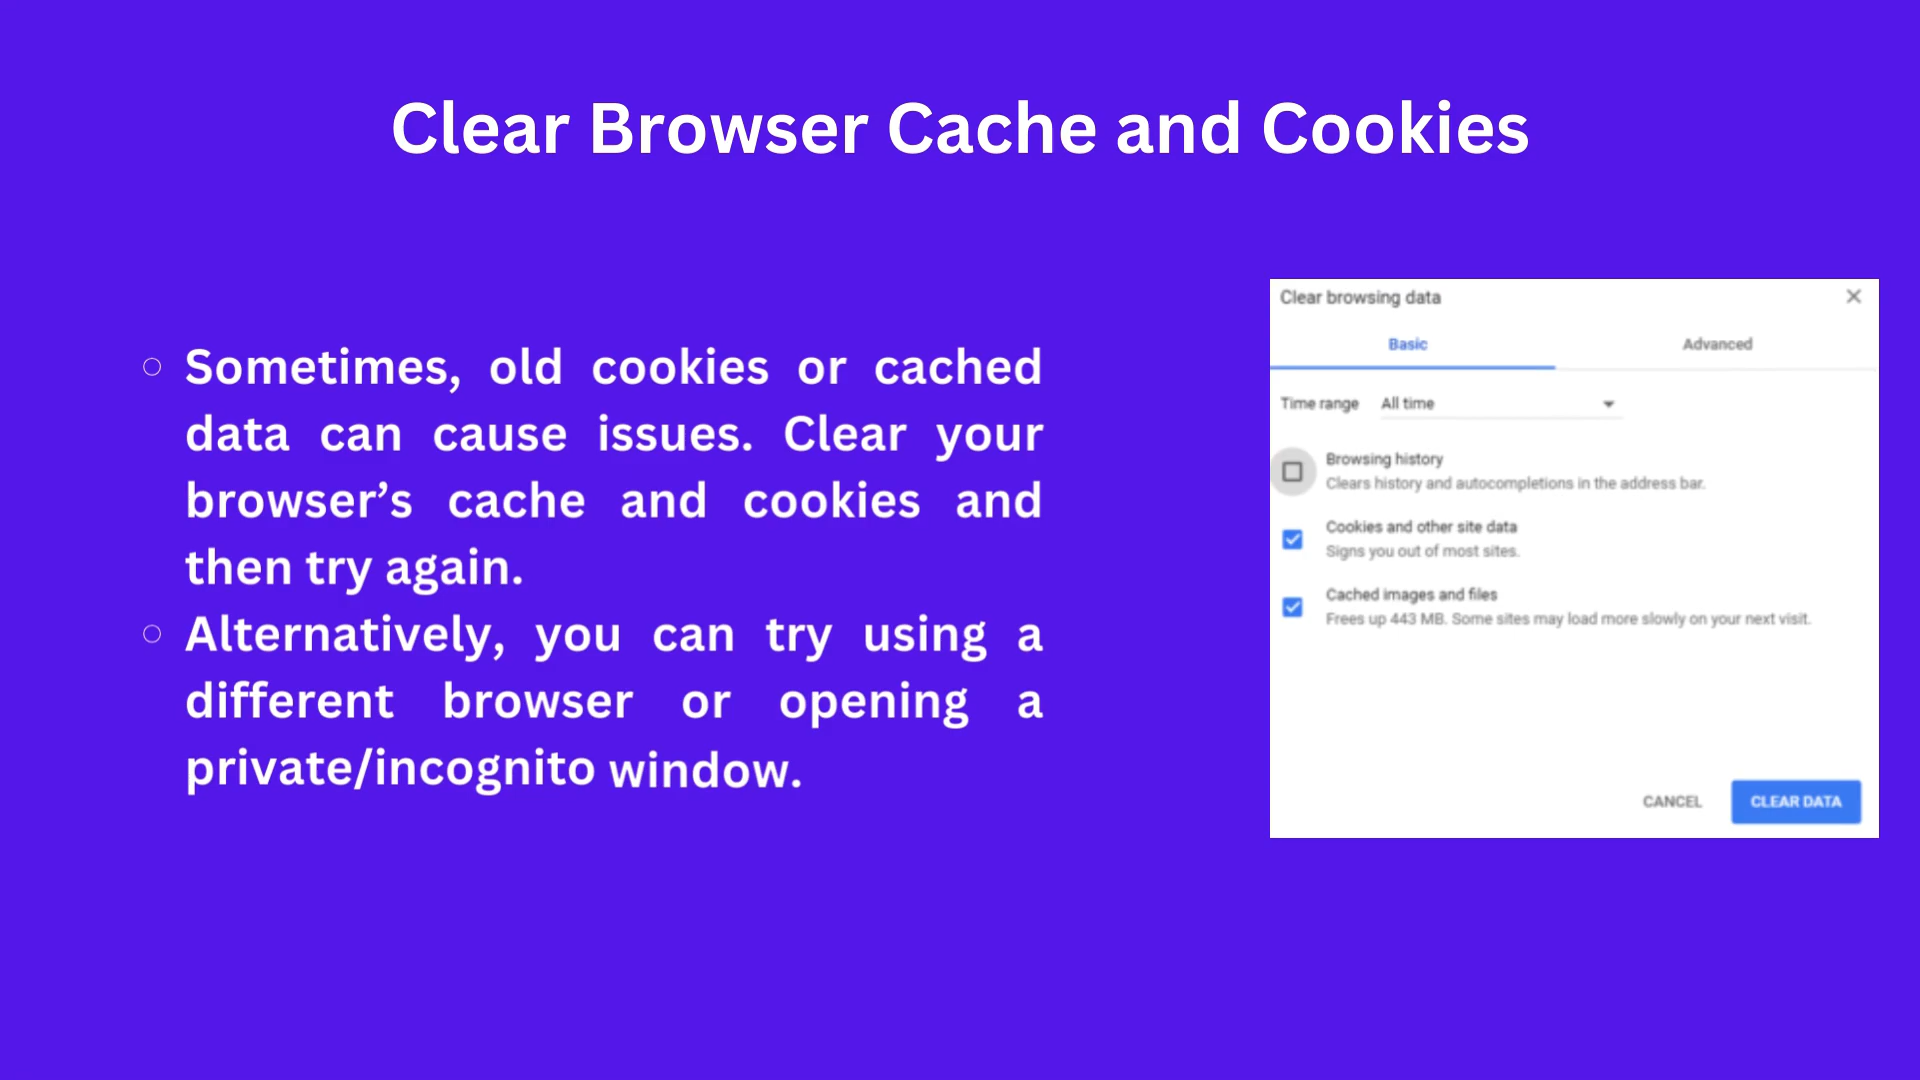 Clear Browser Cache and Cookies
Sometimes, old cookies or cached
data can cause issues. Clear your
browser’s cache and cookies and
then try again.
Alternatively, you can try using a
different browser or opening a
private/incognito window.
Clear browsing data
Basic
Advanced
Time range All time
Browsing history
Clears history and autocompletions in the address bar.
Cookies and other site data
Signs you out of most sites.
Cached images and files
Frees up 443 MB. Some sites may load more slowly on your next visit.
CANCEL
CLEAR DATA